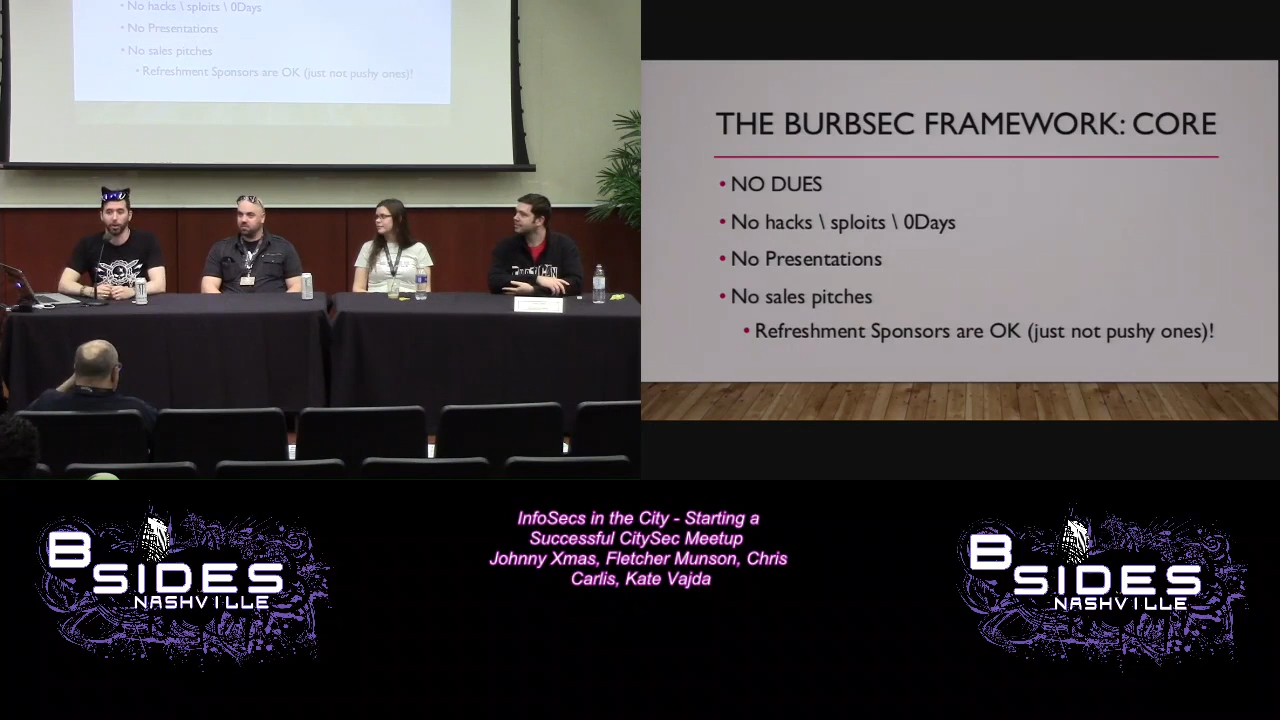 No hacks \ sploits \ 0Days
No Presentations
No sales pitches
Refreshment Sponsors are OK (just not pushy ones)!
THE BURBSEC FRAMEWORK: CORE
NO DUES
No hacks \ sploits \ 0Days
No Presentations
No sales pitches
Refreshment Sponsors are OK (just not pushy ones)!
InfoSecs in the City - Starting a
Successful CitySec Meetup
Johnny Xmas, Fletcher Munson, Chris
Carlis, Kate Vajda
B
SIDES
NASHVILLE
B
SIDES
NASHVILLE